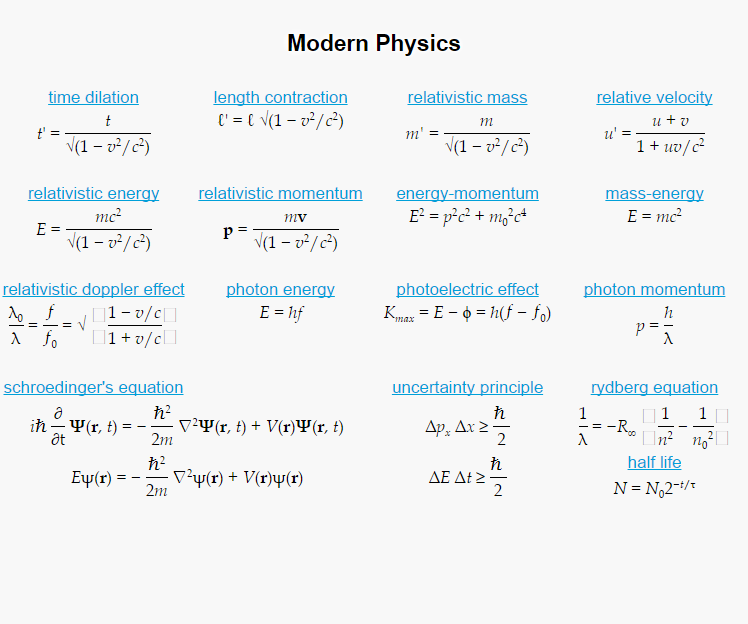 Modern Physics
time dilation length contraction relativistic mass relative velocity
t' = t / √(1 − v²/c²) ℓ' = ℓ √(1 − v²/c²) m' = m / √(1 − v²/c²) u' = u + v / 1 + uv/c²
relativistic energy relativistic momentum energy-momentum mass-energy
E = mc² / √(1 − v²/c²) p = mv / √(1 − v²/c²) E² = p²c² + m₀²c⁴ E = mc²
relativistic doppler effect photon energy photoelectric effect photon momentum
λ₀ / λ = f / f₀ = √ 1 − v/c / 1 + v/c E = hf Kmax = E − ϕ = h(f − f₀) p = h / λ
schroedinger's equation uncertainty principle rydberg equation
iℏ ∂ / ∂t Ψ(r, t) = − ℏ² / 2m ∇²Ψ(r, t) + V(r)Ψ(r, t) Δpₓ Δx ≥ ℏ / 2 1 / λ = −R∞ 1 / n² − 1 / n₀²
half life
Eψ(r) = − ℏ² / 2m ∇²ψ(r) + V(r)ψ(r) ΔE Δt ≥ ℏ / 2 N = N₀2^−t/τ